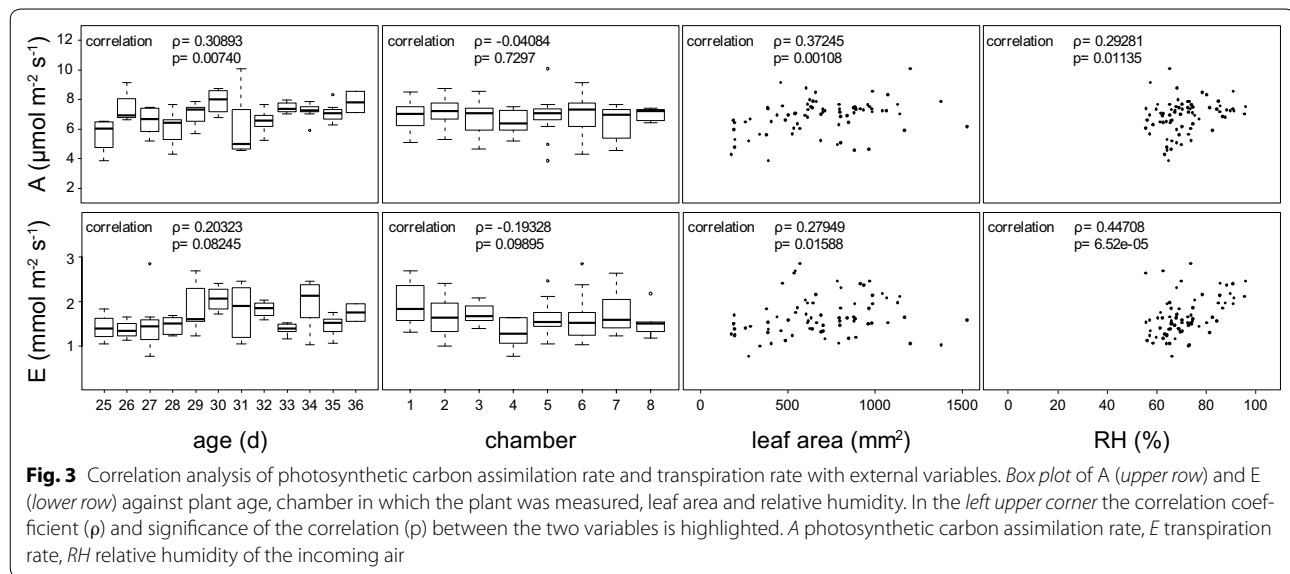 correlation ρ = 0.30893
p= 0.00740
correlation ρ = -0.04084
p= 0.7297
correlation ρ = 0.37245
p= 0.00108
correlation ρ = 0.29281
p= 0.01135
A (µmol m-2 s-1)
12
10
8
6
4
2
correlation ρ = 0.20323
p= 0.08245
correlation ρ = -0.19328
p= 0.09895
correlation ρ = 0.27949
p= 0.01588
correlation ρ = 0.44708
p= 6.52e-05
E (mmol m-2 s-1)
3
2
1
25 26 27 28 29 30 31 32 33 34 35 36
1 2 3 4 5 6 7 8
0 500 1000 1500
0 20 40 60 80 100
age (d)
chamber
leaf area (mm²)
RH (%)
Fig. 3 Correlation analysis of photosynthetic carbon assimilation rate and transpiration rate with external variables. Box plot of A (upper row) and E
(lower row) against plant age, chamber in which the plant was measured, leaf area and relative humidity. In the left upper corner the correlation coef-
ficient (ρ) and significance of the correlation (p) between the two variables is highlighted. A photosynthetic carbon assimilation rate, E transpiration
rate, RH relative humidity of the incoming air